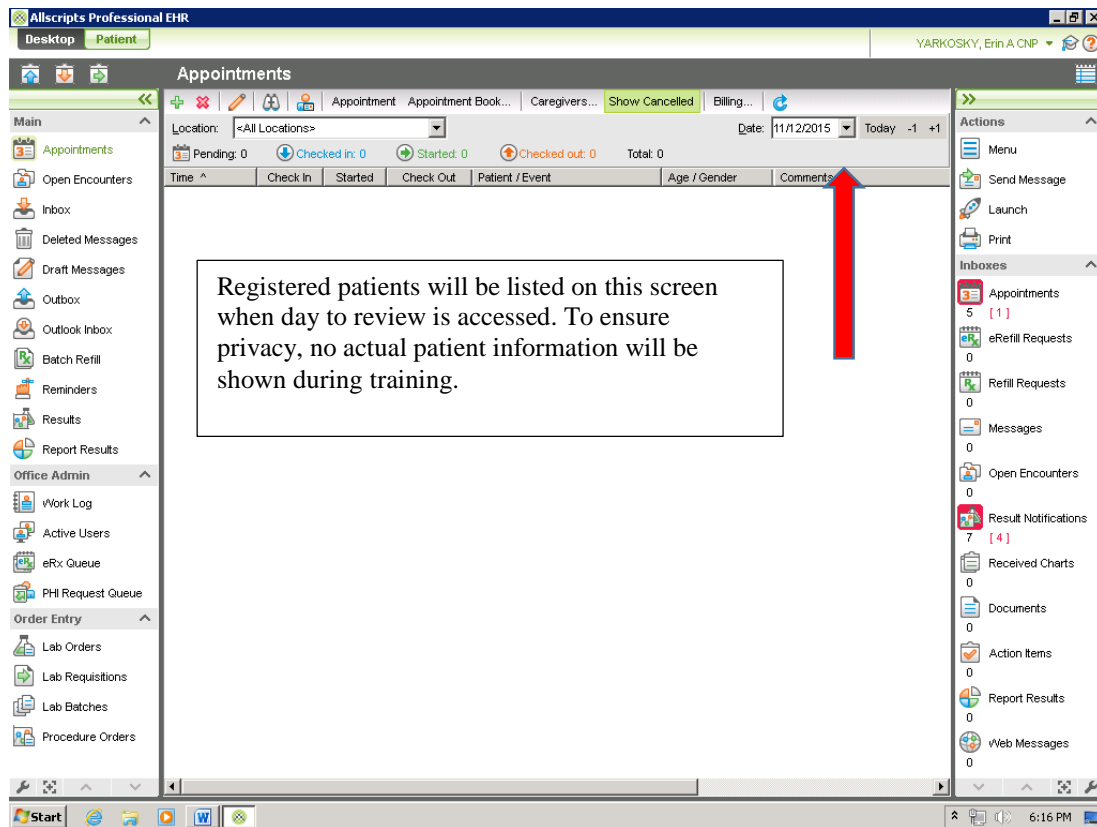 Allscripts Professional EHR
Desktop Patient
YARKOSKY, Erin A CNP
Appointments
Appointment Appointment Book... Caregivers... Show Cancelled Billing...
Main
Location: <All Locations> Date: 11/12/2015 Today -1 +1
Actions
Appointments
Pending: 0 Checked in: 0 Started: 0 Checked out: 0 Total: 0
Menu
Time ^ Check In Started Check Out Patient / Event Age / Gender Comments
Open Encounters
Inbox
Deleted Messages
Draft Messages
Outbox
Outlook Inbox
Batch Refill
Reminders
Results
Report Results
Office Admin
Work Log
Active Users
eRx Queue
PHI Request Queue
Order Entry
Lab Orders
Lab Requisitions
Lab Batches
Procedure Orders
Registered patients will be listed on this screen
when day to review is accessed. To ensure
privacy, no actual patient information will be
shown during training.
Send Message
Launch
Print
Inboxes
Appointments
5 [ 1 ]
eRefill Requests
0
Refill Requests
0
Messages
0
Open Encounters
0
Result Notifications
7 [ 4 ]
Received Charts
0
Documents
0
Action Items
0
Report Results
0
Web Messages
0
Start 6:16 PM